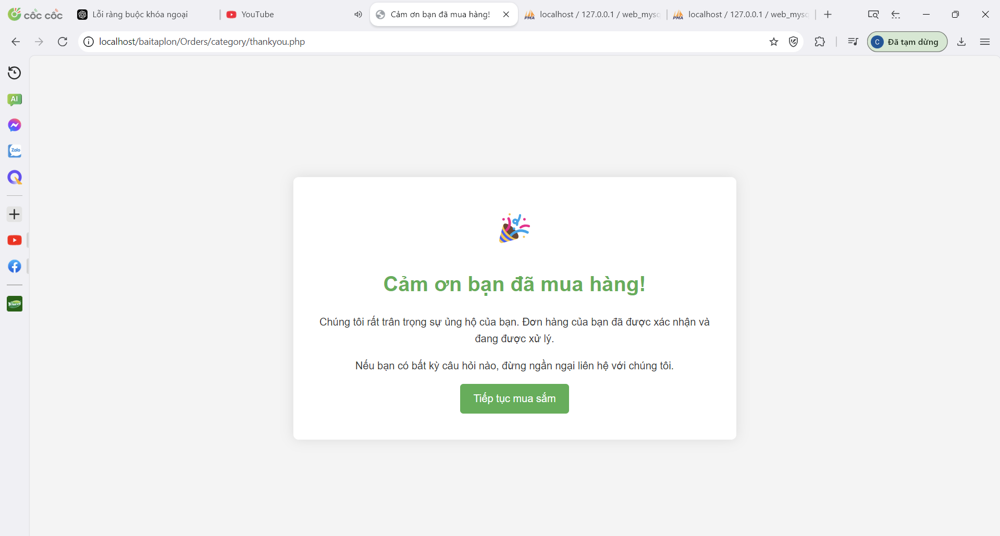 cốc cốc
Lỗi ràng buộc khóa ngoại
YouTube
Cảm ơn bạn đã mua hàng!
localhost / 127.0.0.1 / web_mysq
localhost / 127.0.0.1 / web_mysq
localhost/baitaplon/Orders/category/thankyou.php
C
Đã tạm dừng
AI
Zalo
Cảm ơn bạn đã mua hàng!
Chúng tôi rất trân trọng sự ủng hộ của bạn. Đơn hàng của bạn đã được xác nhận và
đang được xử lý.
Nếu bạn có bất kỳ câu hỏi nào, đừng ngần ngại liên hệ với chúng tôi.
Tiếp tục mua sắm